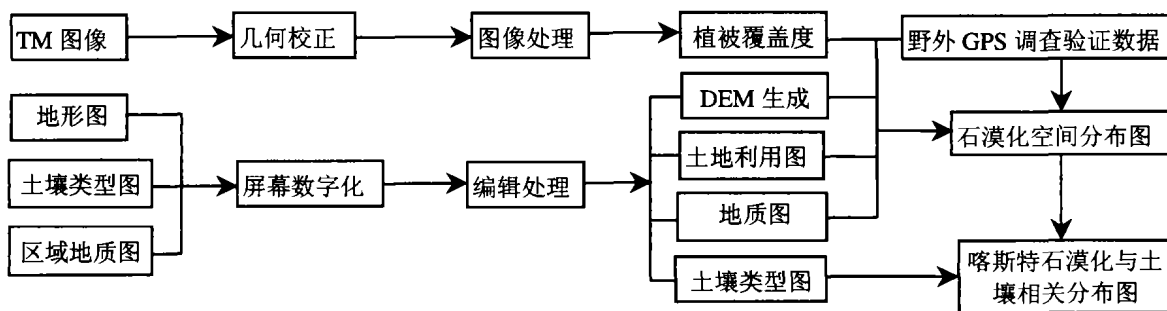 TM 图像
几何校正
图像处理
植被覆盖度
野外 GPS 调查验证数据
地形图
DEM 生成
石漠化空间分布图
土壤类型图
屏幕数字化
编辑处理
土地利用图
地质图
区域地质图
土壤类型图
喀斯特石漠化与土
壤相关分布图